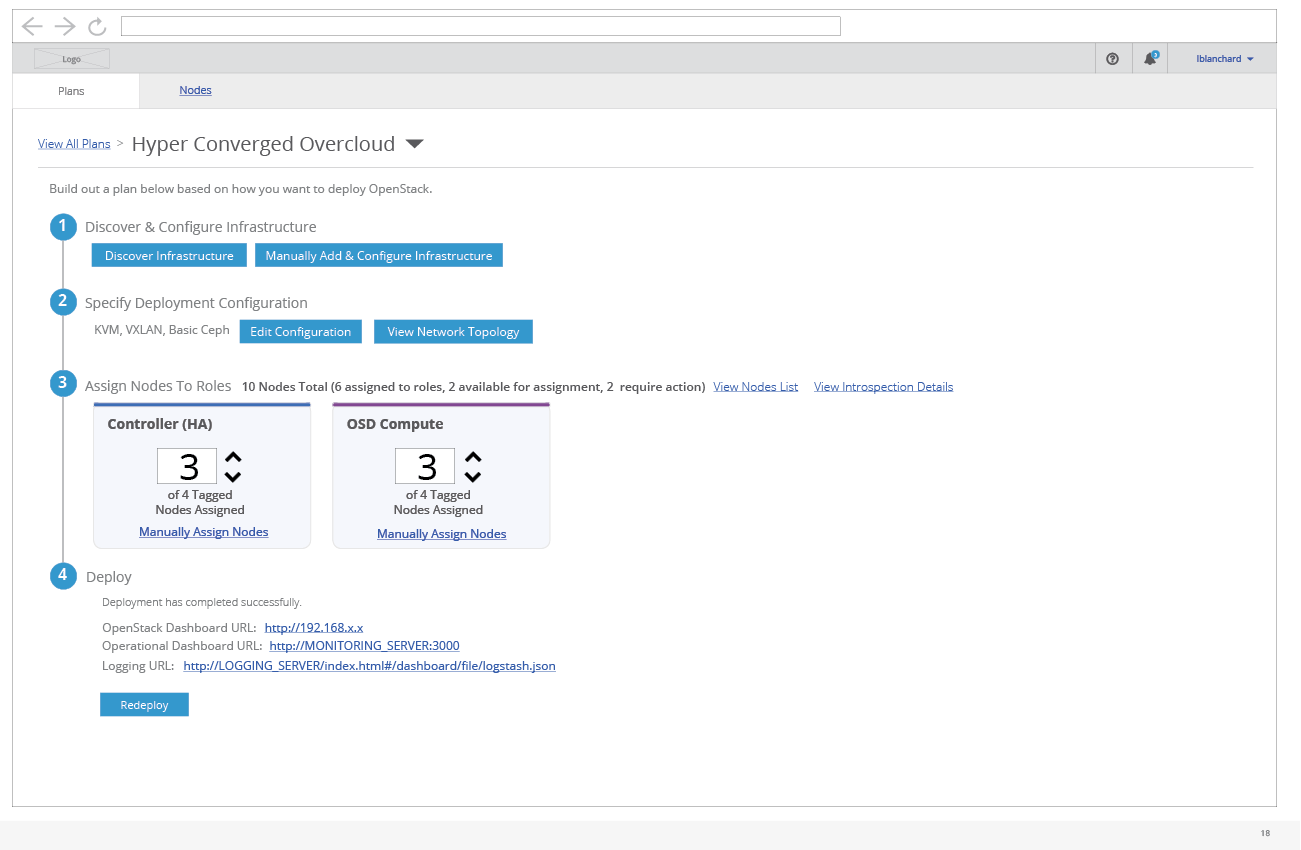 Logo
lblanchard
Plans
Nodes
View All Plans > Hyper Converged Overcloud
Build out a plan below based on how you want to deploy OpenStack.
1 Discover & Configure Infrastructure
Discover Infrastructure
Manually Add & Configure Infrastructure
2 Specify Deployment Configuration
KVM, VXLAN, Basic Ceph
Edit Configuration
View Network Topology
3 Assign Nodes To Roles 10 Nodes Total (6 assigned to roles, 2 available for assignment, 2 require action) View Nodes List View Introspection Details
Controller (HA)
3
of 4 Tagged
Nodes Assigned
Manually Assign Nodes
OSD Compute
3
of 4 Tagged
Nodes Assigned
Manually Assign Nodes
4 Deploy
Deployment has completed successfully.
OpenStack Dashboard URL: http://192.168.x.x
Operational Dashboard URL: http://MONITORING_SERVER:3000
Logging URL: http://LOGGING_SERVER/index.html#/dashboard/file/logstash.json
Redeploy
18